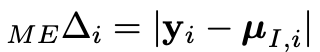 $_{ME}\Delta_i = |\mathbf{y}_i - \boldsymbol{\mu}_{I,i}|$